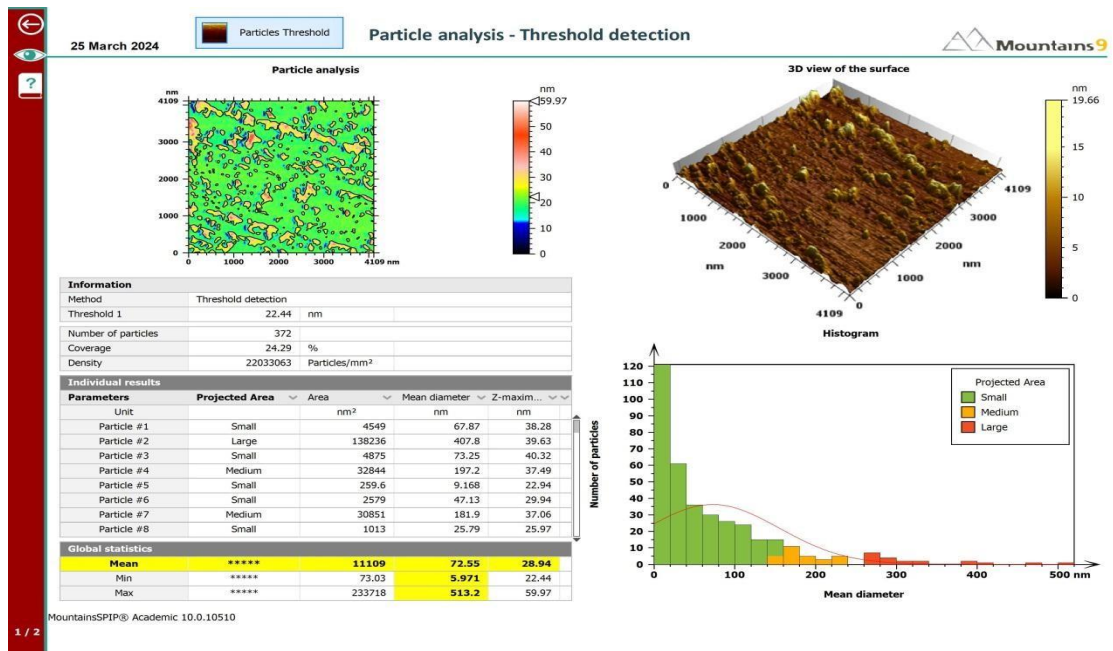 25 March 2024
Particles Threshold
Particle analysis - Threshold detection
Mountains9
?
Particle analysis
nm
4109
3000
2000
1000
0
0 1000 2000 3000 4109 nm
nm
59.97
50
40
30
20
10
0
3D view of the surface
0
1000
2000
nm
3000
4109
4109
3000
2000
nm
1000
0
nm
19.66
15
10
5
0
Information
Method Threshold detection
Threshold 1 22.44 nm
Number of particles 372
Coverage 24.29 %
Density 22033063 Particles/mm²
Individual results
Parameters Projected Area Area Mean diameter Z-maxim...
Unit nm² nm nm
Particle #1 Small 4549 67.87 38.28
Particle #2 Large 138236 407.8 39.63
Particle #3 Small 4875 73.25 40.32
Particle #4 Medium 32844 197.2 37.49
Particle #5 Small 259.6 9.168 22.94
Particle #6 Small 2579 47.13 29.94
Particle #7 Medium 30851 181.9 37.06
Particle #8 Small 1013 25.79 25.97
Global statistics
Mean ***** 11109 72.55 28.94
Min ***** 73.03 5.971 22.44
Max ***** 233718 513.2 59.97
Histogram
Number of particles
120
110
100
90
80
70
60
50
40
30
20
10
0
0 100 200 300 400 500 nm
Mean diameter
Projected Area
Small
Medium
Large
MountainsSPIP® Academic 10.0.10510
1 / 2